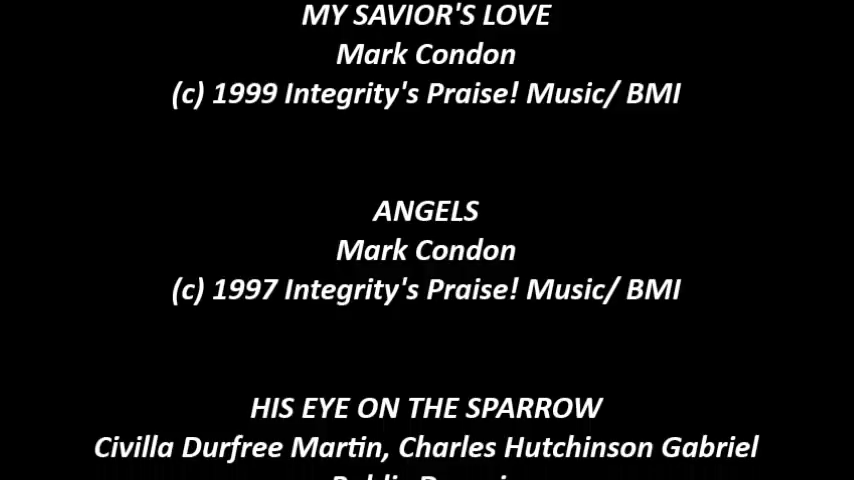 MY SAVIOR'S LOVE
Mark Condon
(c) 1999 Integrity's Praise! Music/ BMI
ANGELS
Mark Condon
(c) 1997 Integrity's Praise! Music/ BMI
HIS EYE ON THE SPARROW
Civilla Durfree Martin, Charles Hutchinson Gabriel